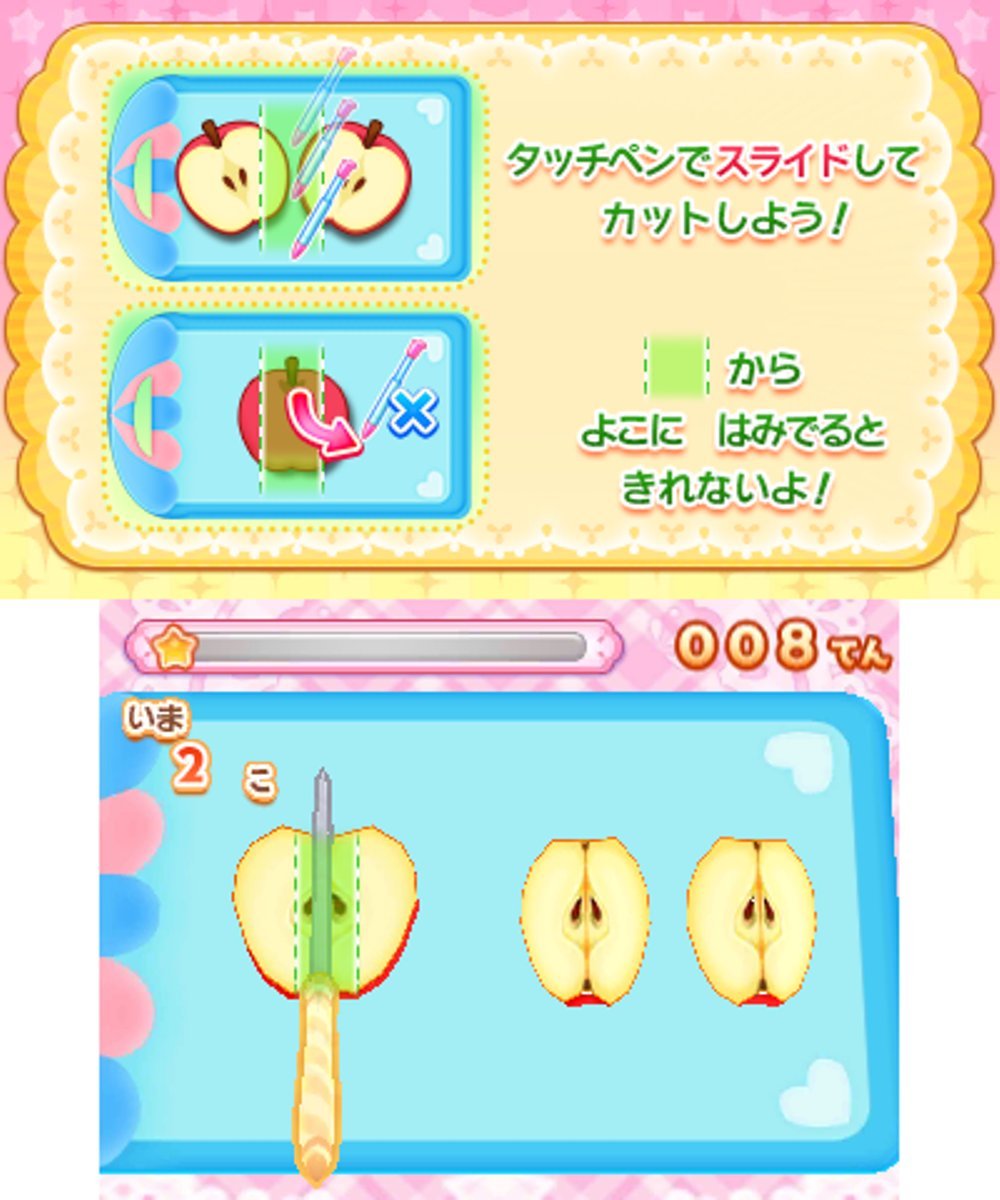 タッチペンでスライドして
カットしよう!
から
よこに はみでると
きれないよ!
008てん
いま
2こ